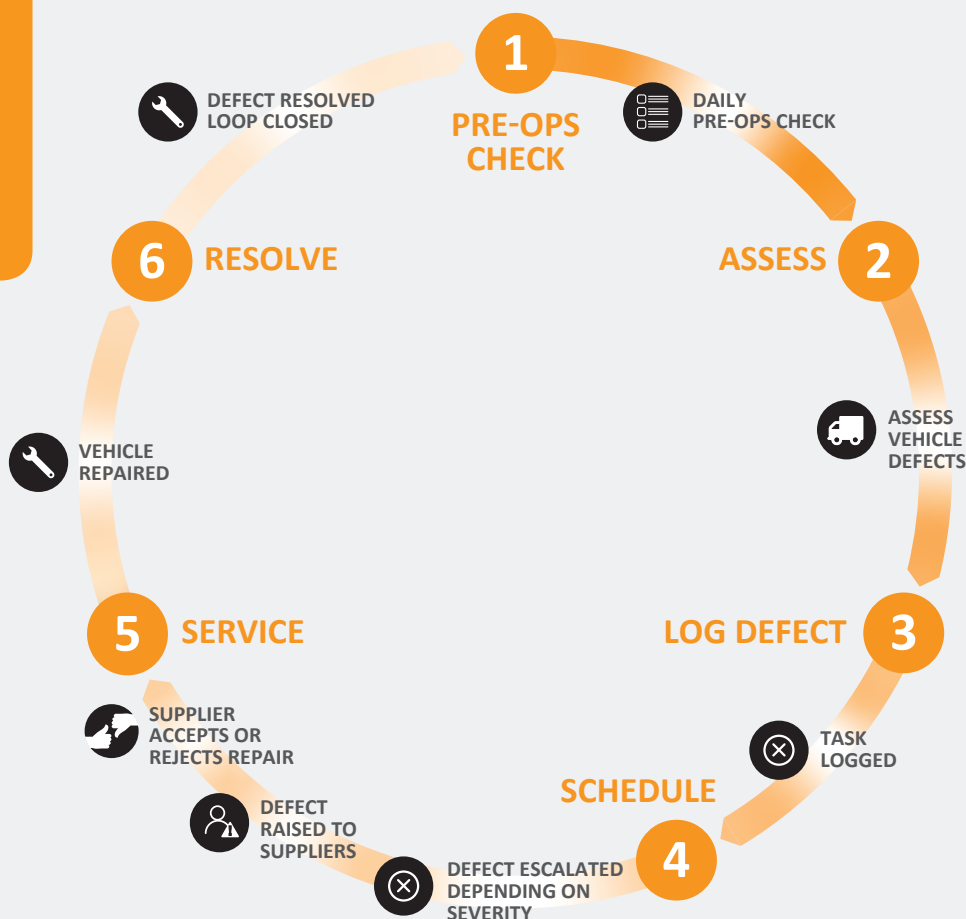 1
PRE-OPS
CHECK
DAILY
PRE-OPS CHECK
2
ASSESS
ASSESS
VEHICLE
DEFECTS
3
LOG DEFECT
TASK
LOGGED
4
SCHEDULE
DEFECT ESCALATED
DEPENDING ON
SEVERITY
DEFECT
RAISED TO
SUPPLIERS
SUPPLIER
ACCEPTS OR
REJECTS REPAIR
5
SERVICE
VEHICLE
REPAIRED
6
RESOLVE
DEFECT RESOLVED
LOOP CLOSED